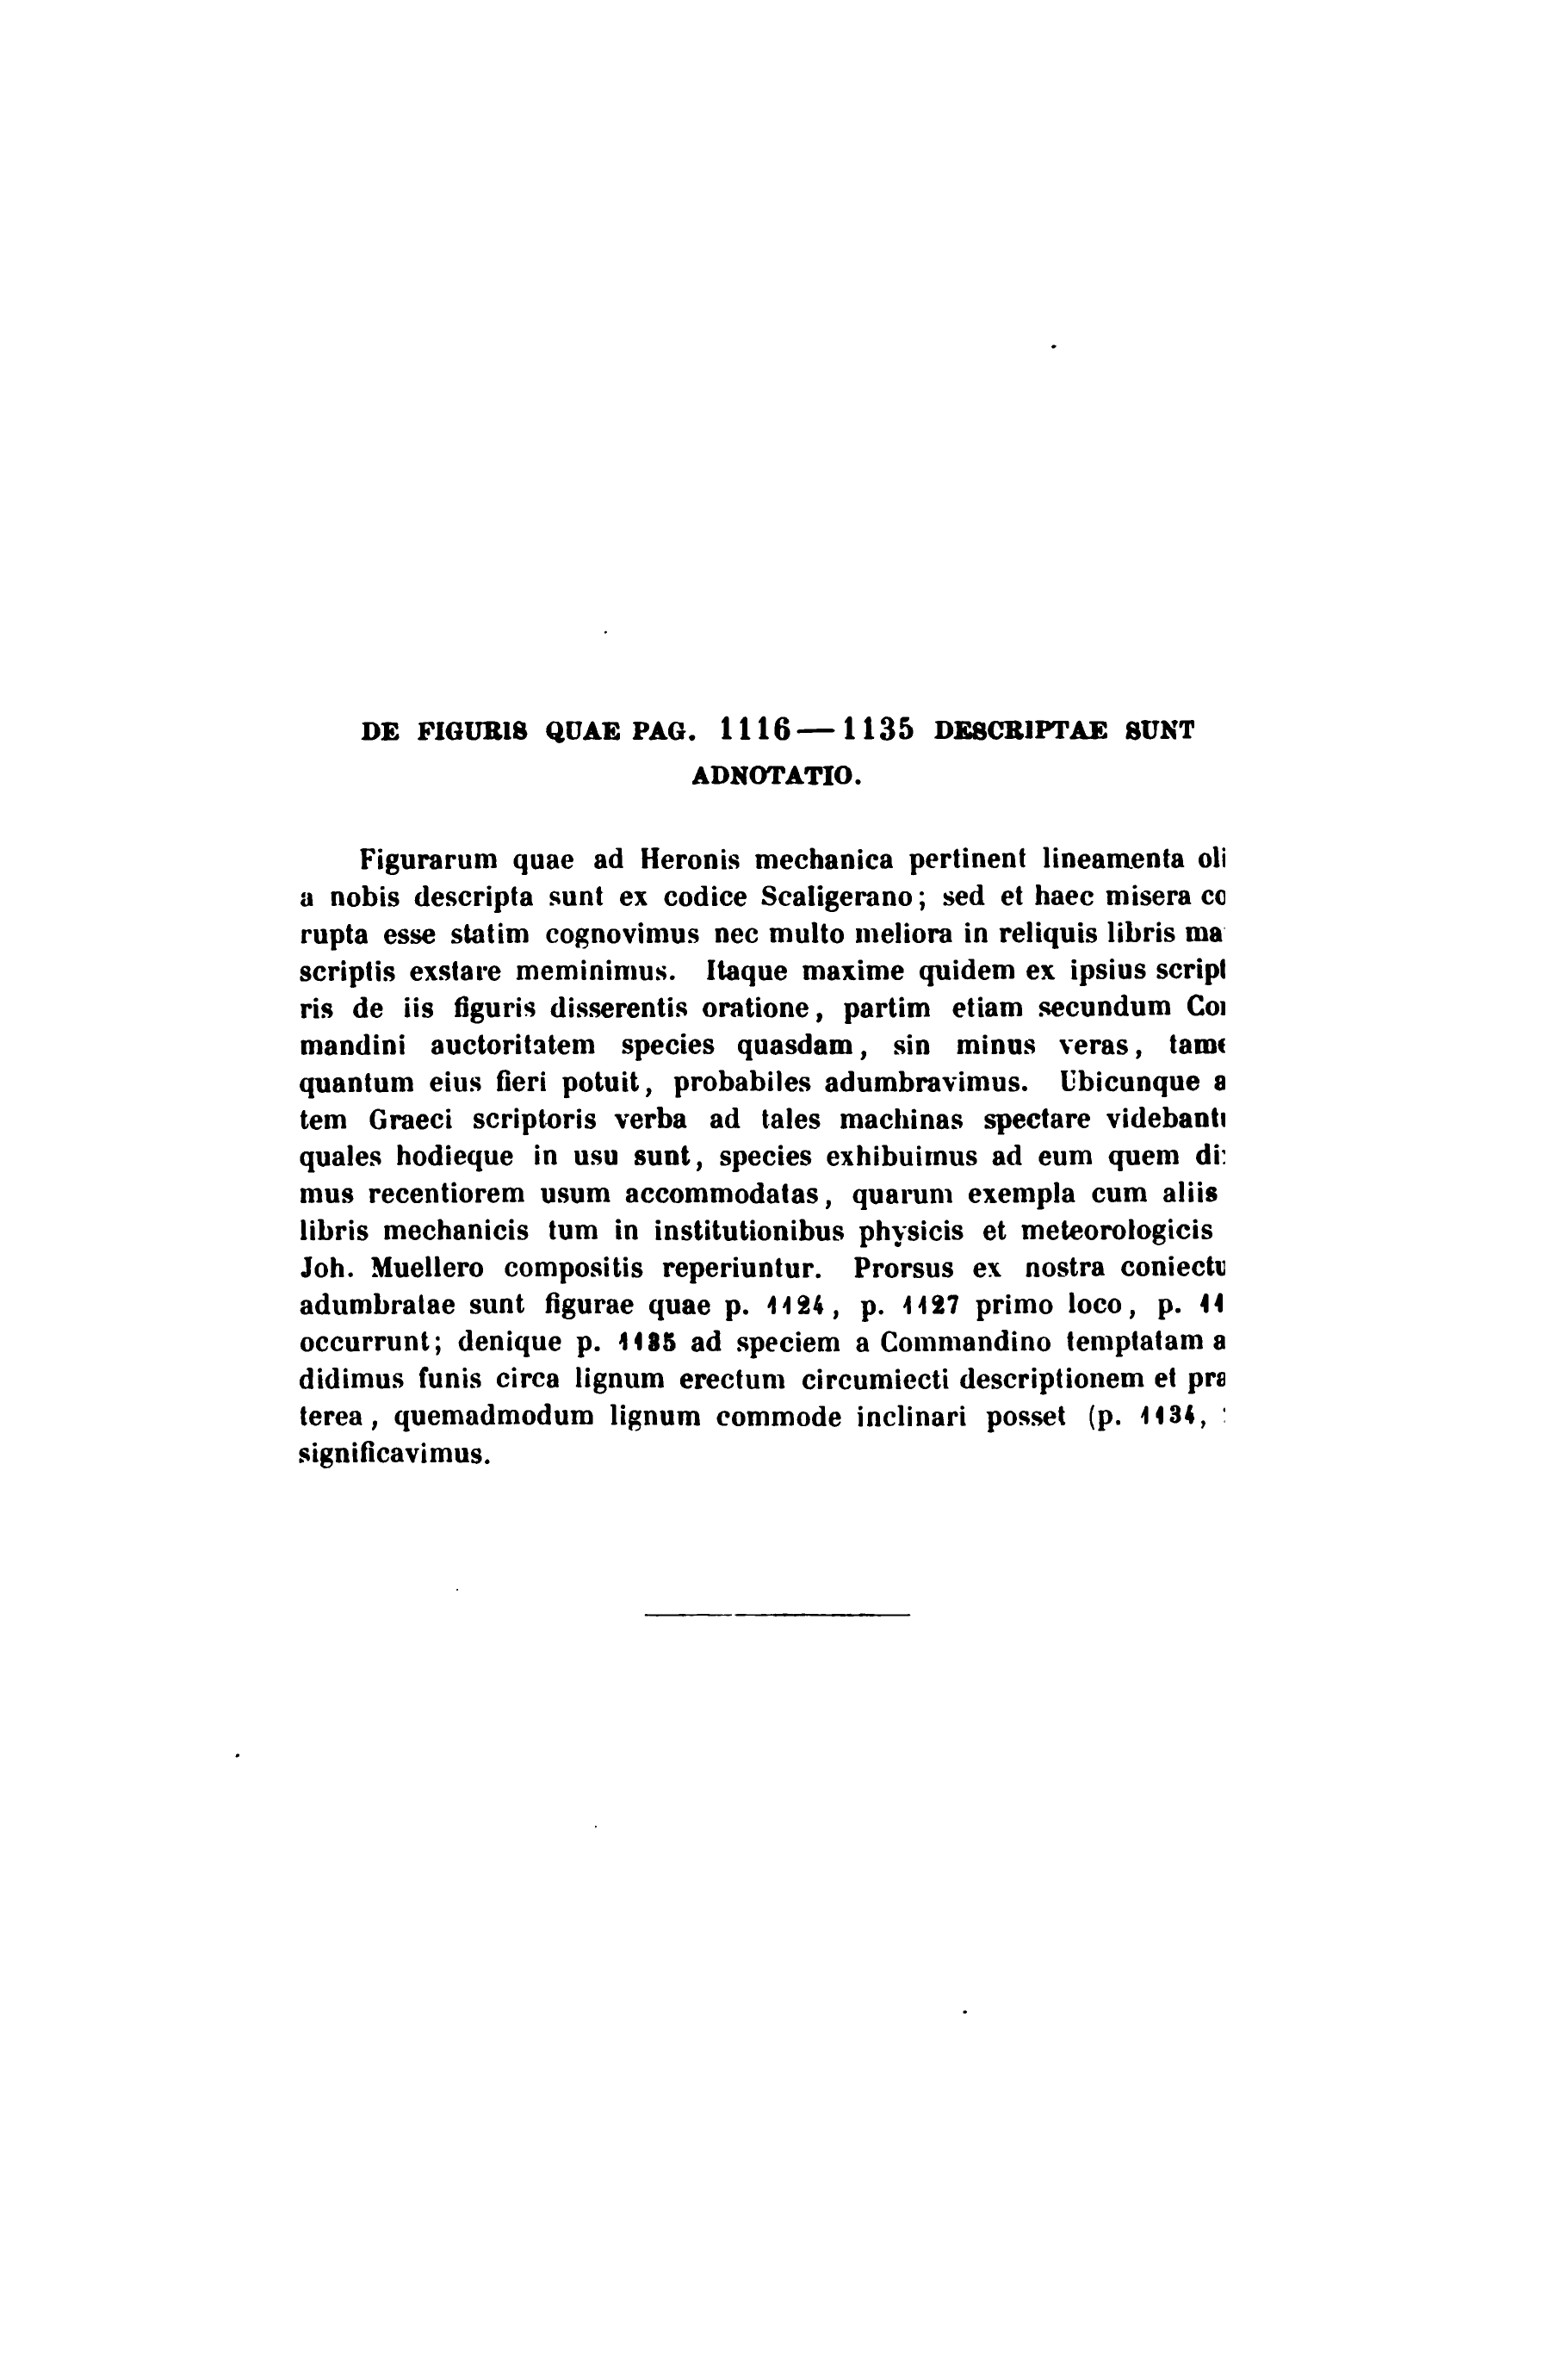 DE FIGURIS QUAE PAG. 1116—1135 DESCRIPTAE SUNT
ADNOTATIO.
Figurarum quae ad Heronis mechanica pertinent lineamenta oli
a nobis descripta sunt ex codice Scaligerano; sed et haec misera co
rupta esse statim cognovimus nec multo meliora in reliquis libris ma
scriptis exstare meminimus. Itaque maxime quidem ex ipsius script
ris de iis figuris disserentis oratione, partim etiam secundum Co
mandini auctoritatem species quasdam, sin minus veras, tame
quantum eius fieri potuit, probabiles adumbravimus. Ubicunque a
tem Graeci scriptoris verba ad tales machinas spectare videbant
quales hodieque in usu sunt, species exhibuimus ad eum quem di
mus recentiorem usum accommodatas, quarum exempla cum aliis
libris mechanicis tum in institutionibus physicis et meteorologicis
Joh. Muellero compositis reperiuntur. Prorsus ex nostra coniectu
adumbratae sunt figurae quae p. 1124, p. 1127 primo loco, p. 11
occurrunt; denique p. 1135 ad speciem a Commandino temptatam a
didimus funis circa lignum erectum circumiecti descriptionem et prae
terea, quemadmodum lignum commode inclinari posset (p. 1134,
significavimus.